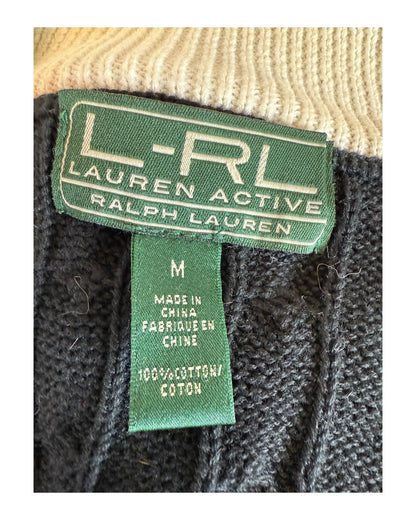 L-RL
LAUREN ACTIVE
RALPH LAUREN
M
MADE IN
CHINA
FABRIQUE EN
CHINE
100% COTTON/
COTON